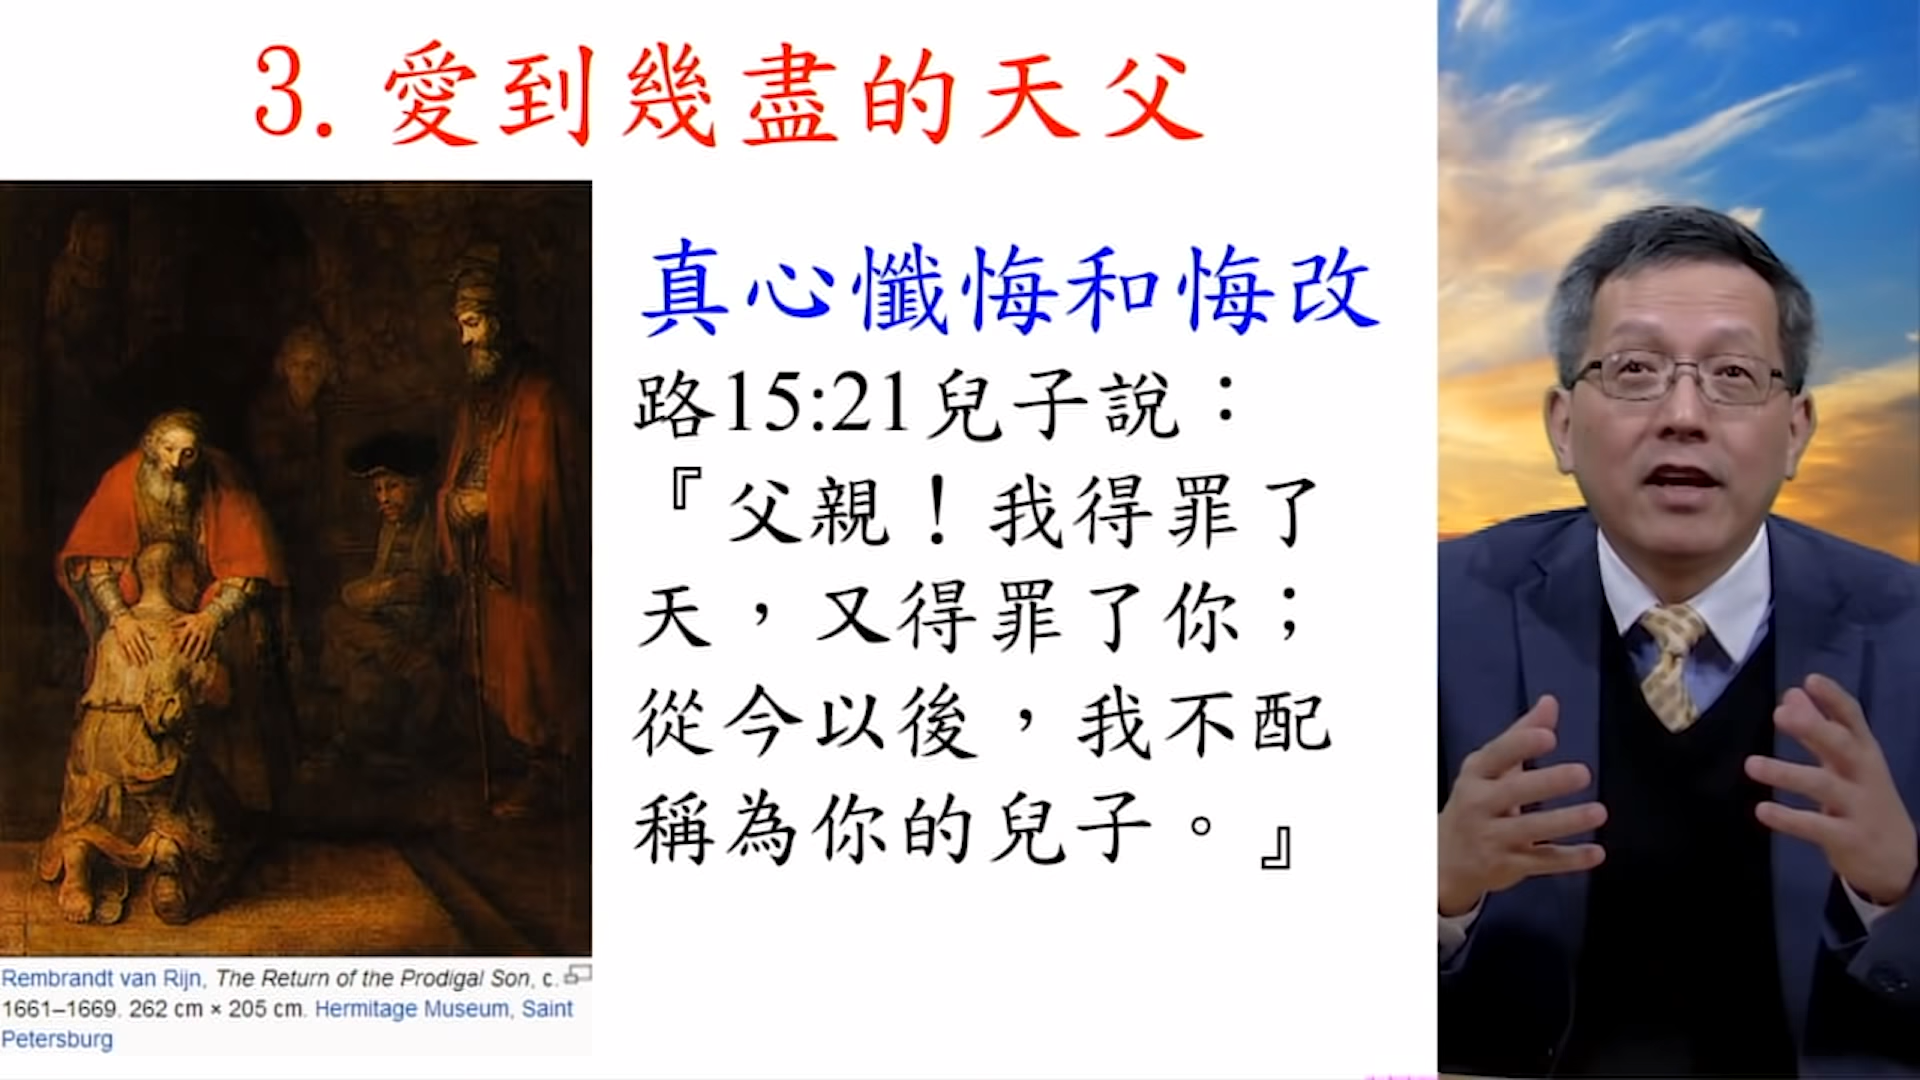 3. 愛到幾盡的天父
真心懺悔和悔改
路15:21兒子說：
『父親！我得罪了
天，又得罪了你；
從今以後，我不配
稱為你的兒子。』
Rembrandt van Rijn, The Return of the Prodigal Son, c.
1661–1669. 262 cm × 205 cm. Hermitage Museum, Saint
Petersburg